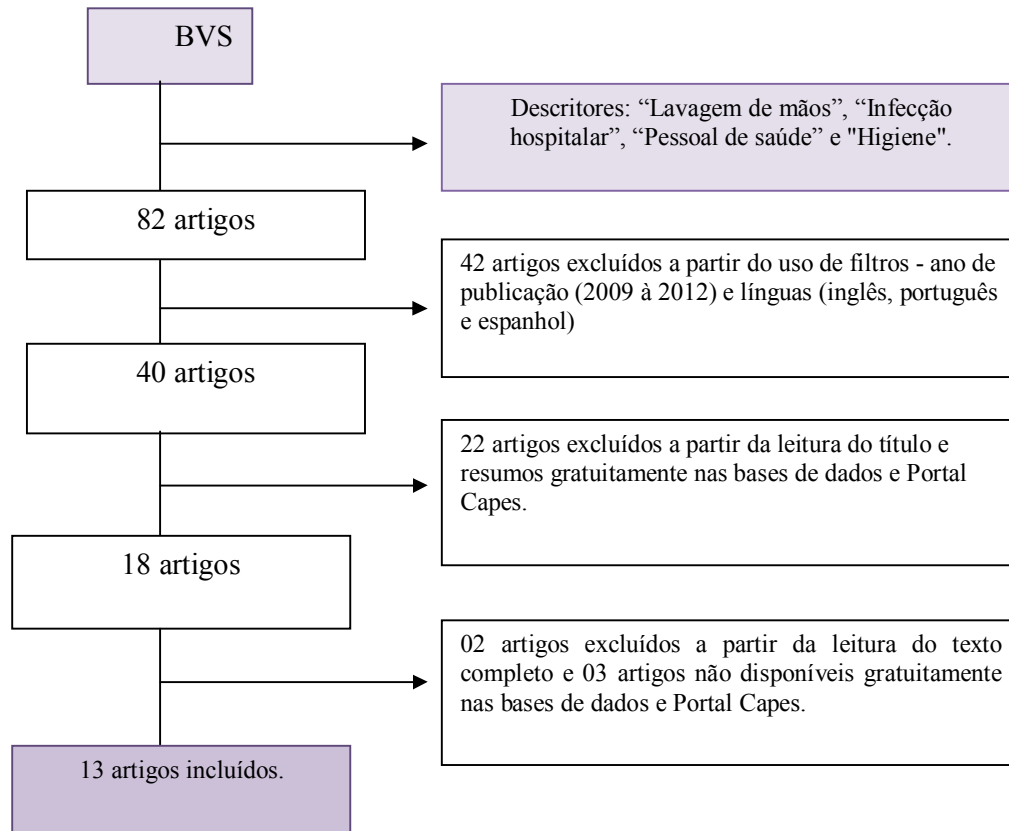 BVS
Descritores: “Lavagem de mãos”, “Infecção
hospitalar”, “Pessoal de saúde” e "Higiene".
82 artigos
42 artigos excluídos a partir do uso de filtros - ano de
publicação (2009 à 2012) e línguas (inglês, português
e espanhol)
40 artigos
22 artigos excluídos a partir da leitura do título e
resumos gratuitamente nas bases de dados e Portal
Capes.
18 artigos
02 artigos excluídos a partir da leitura do texto
completo e 03 artigos não disponíveis gratuitamente
nas bases de dados e Portal Capes.
13 artigos incluídos.